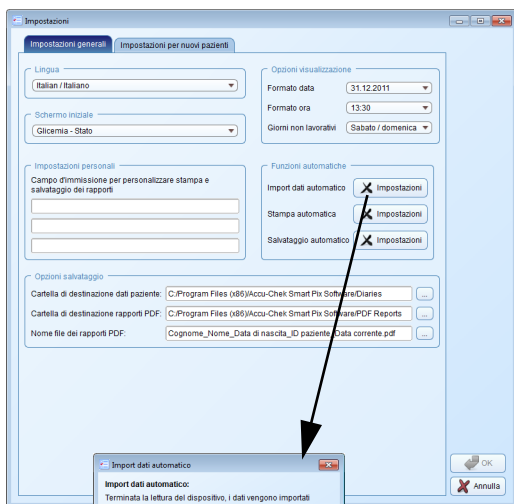 Impostazioni
Impostazioni generali
Impostazioni per nuovi pazienti
Lingua
Italian / Italiano
Schermo iniziale
Glicemia - Stato
Opzioni visualizzazione
Formato data 31.12.2011
Formato ora 13:30
Giorni non lavorativi Sabato / domenica
Impostazioni personali
Campo d'immissione per personalizzare stampa e
salvataggio dei rapporti
Funzioni automatiche
Import dati automatico Impostazioni
Stampa automatica Impostazioni
Salvataggio automatico Impostazioni
Opzioni salvataggio
Cartella di destinazione dati paziente: C:/Program Files (x86)/Accu-Chek Smart Pix Software/Diaries ...
Cartella di destinazione rapporti PDF: C:/Program Files (x86)/Accu-Chek Smart Pix Software/PDF Reports ...
Nome file dei rapporti PDF: Cognome_Nome_Data di nascita_ID paziente_Data corrente.pdf ...
OK
Annulla
Import dati automatico
Import dati automatico:
Terminata la lettura del dispositivo, i dati vengono importati